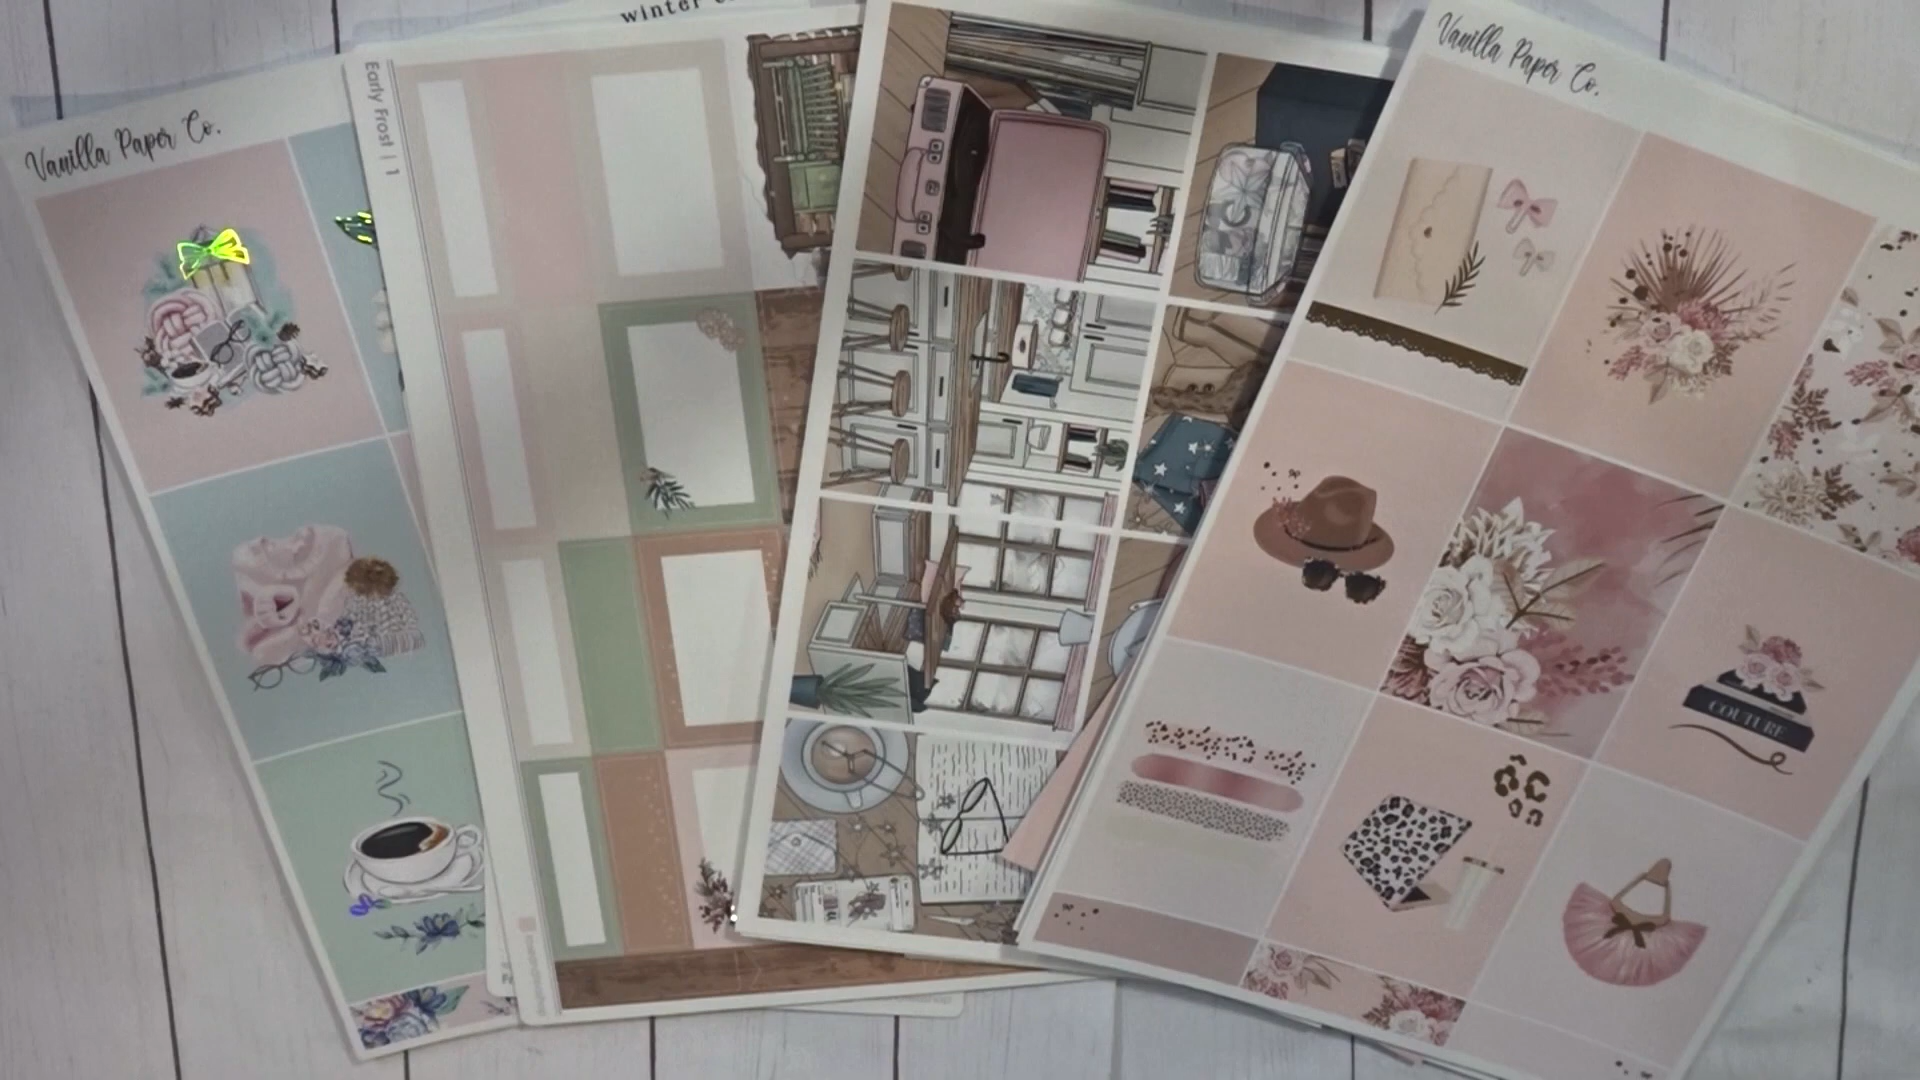 winter
Vanilla Paper Co.
Early Frost | 1
Vanilla Paper Co.
COUTURE